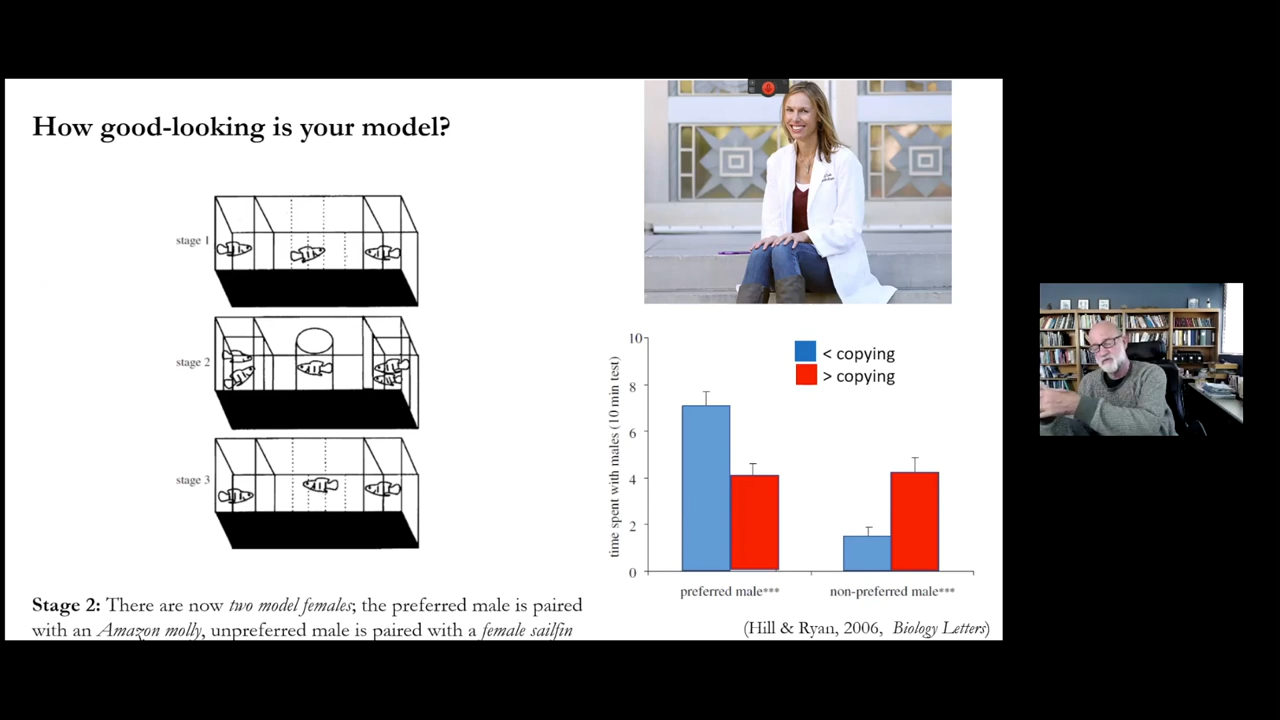 How good-looking is your model?
stage 1
stage 2
stage 3
10
8
6
4
2
0
time spent with males (10 min test)
< copying
> copying
preferred male***
non-preferred male***
Stage 2: There are now two model females; the preferred male is paired
with an Amazon molly, unpreferred male is paired with a female sailfin
(Hill & Ryan, 2006, Biology Letters)